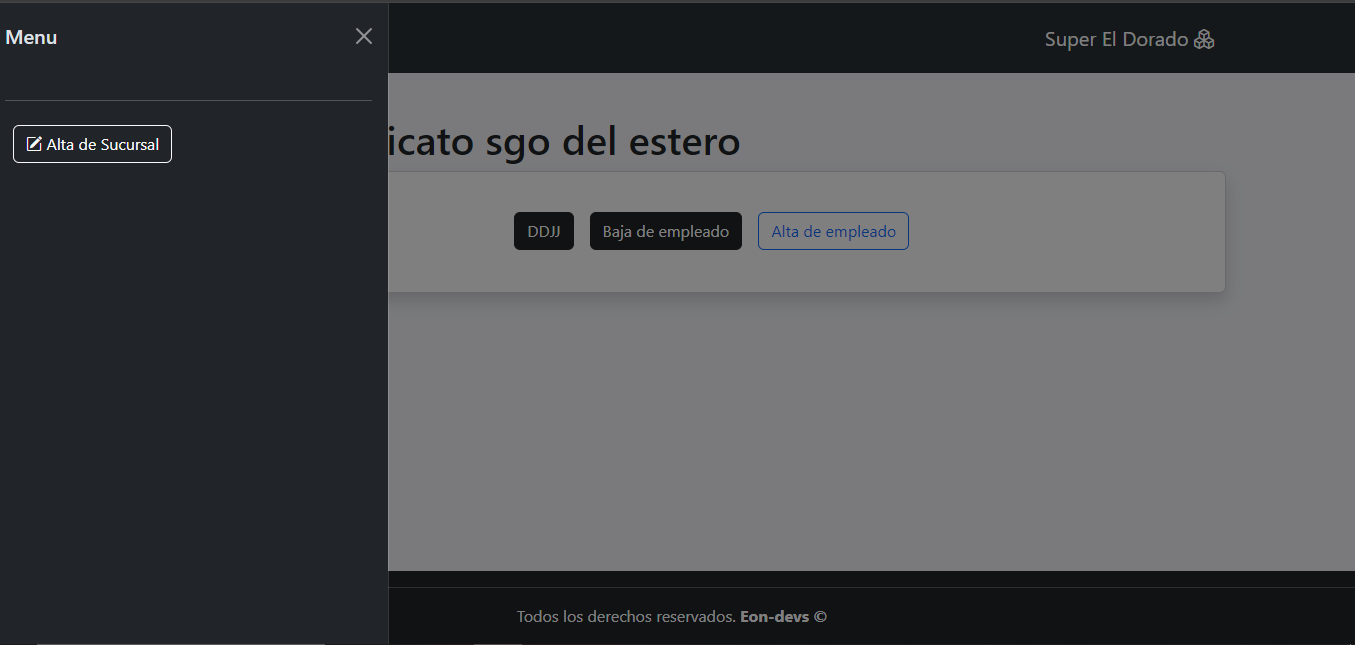 Menu
Super El Dorado
Alta de Sucursal
icato sgo del estero
DDJJ
Baja de empleado
Alta de empleado
Todos los derechos reservados. Eon-devs ©